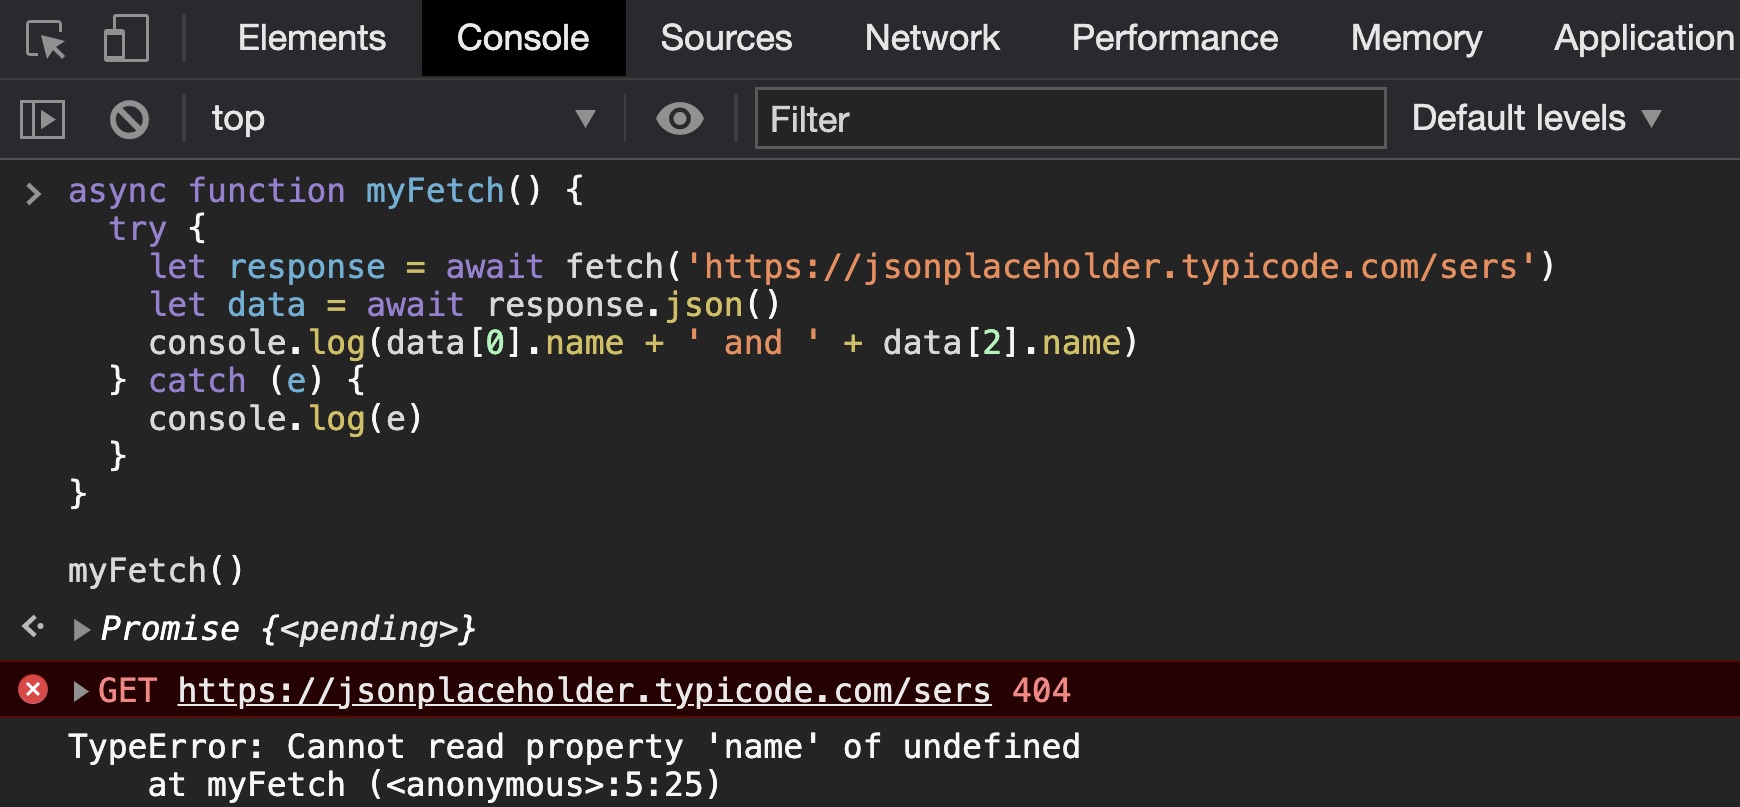 Elements Console Sources Network Performance Memory Application
top Filter Default levels
async function myFetch() {
  try {
    let response = await fetch('https://jsonplaceholder.typicode.com/sers')
    let data = await response.json()
    console.log(data[0].name + ' and ' + data[2].name)
  } catch (e) {
    console.log(e)
  }
}
myFetch()
Promise {<pending>}
GET https://jsonplaceholder.typicode.com/sers 404
TypeError: Cannot read property 'name' of undefined
    at myFetch (<anonymous>:5:25)